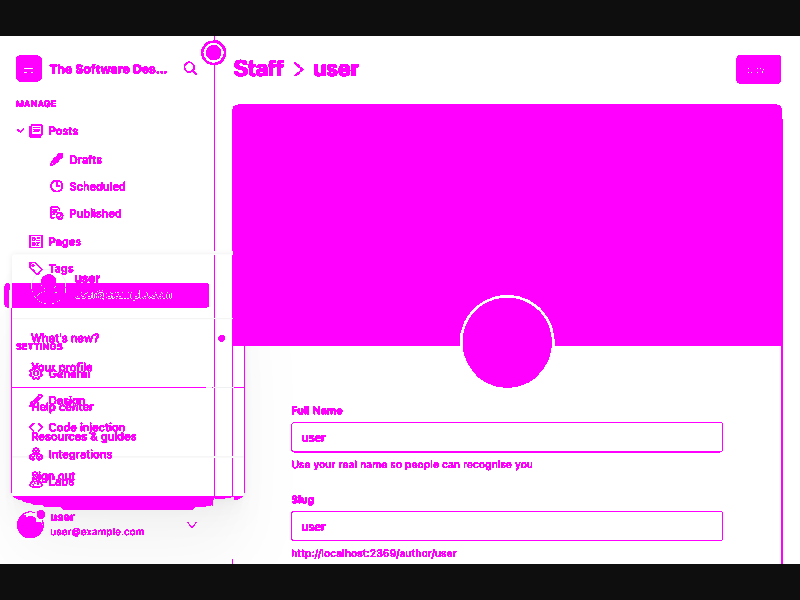 The Software Des...
Staff > user
MANAGE
Posts
Drafts
Scheduled
Published
Pages
Tags
user
user@example.com
What's new?
SETTINGS
Your profile
General
Design
Help center
Code injection
Resources & guides
Integrations
Sign out
Labs
user
user@example.com
Full Name
user
Use your real name so people can recognise you
Slug
user
http://localhost:2369/author/user